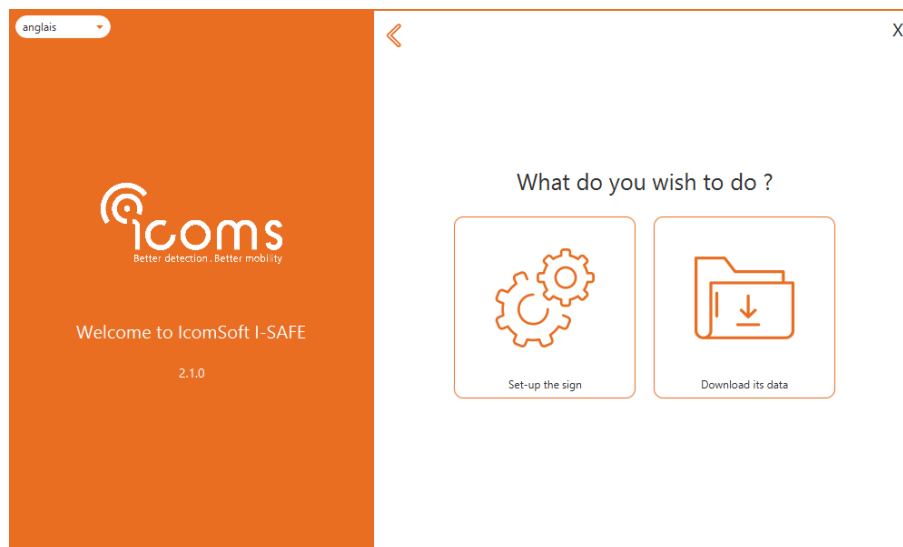 anglais
X
icoms
Better detection. Better mobility
Welcome to IcomSoft I-SAFE
2.1.0
What do you wish to do ?
Set-up the sign
Download its data